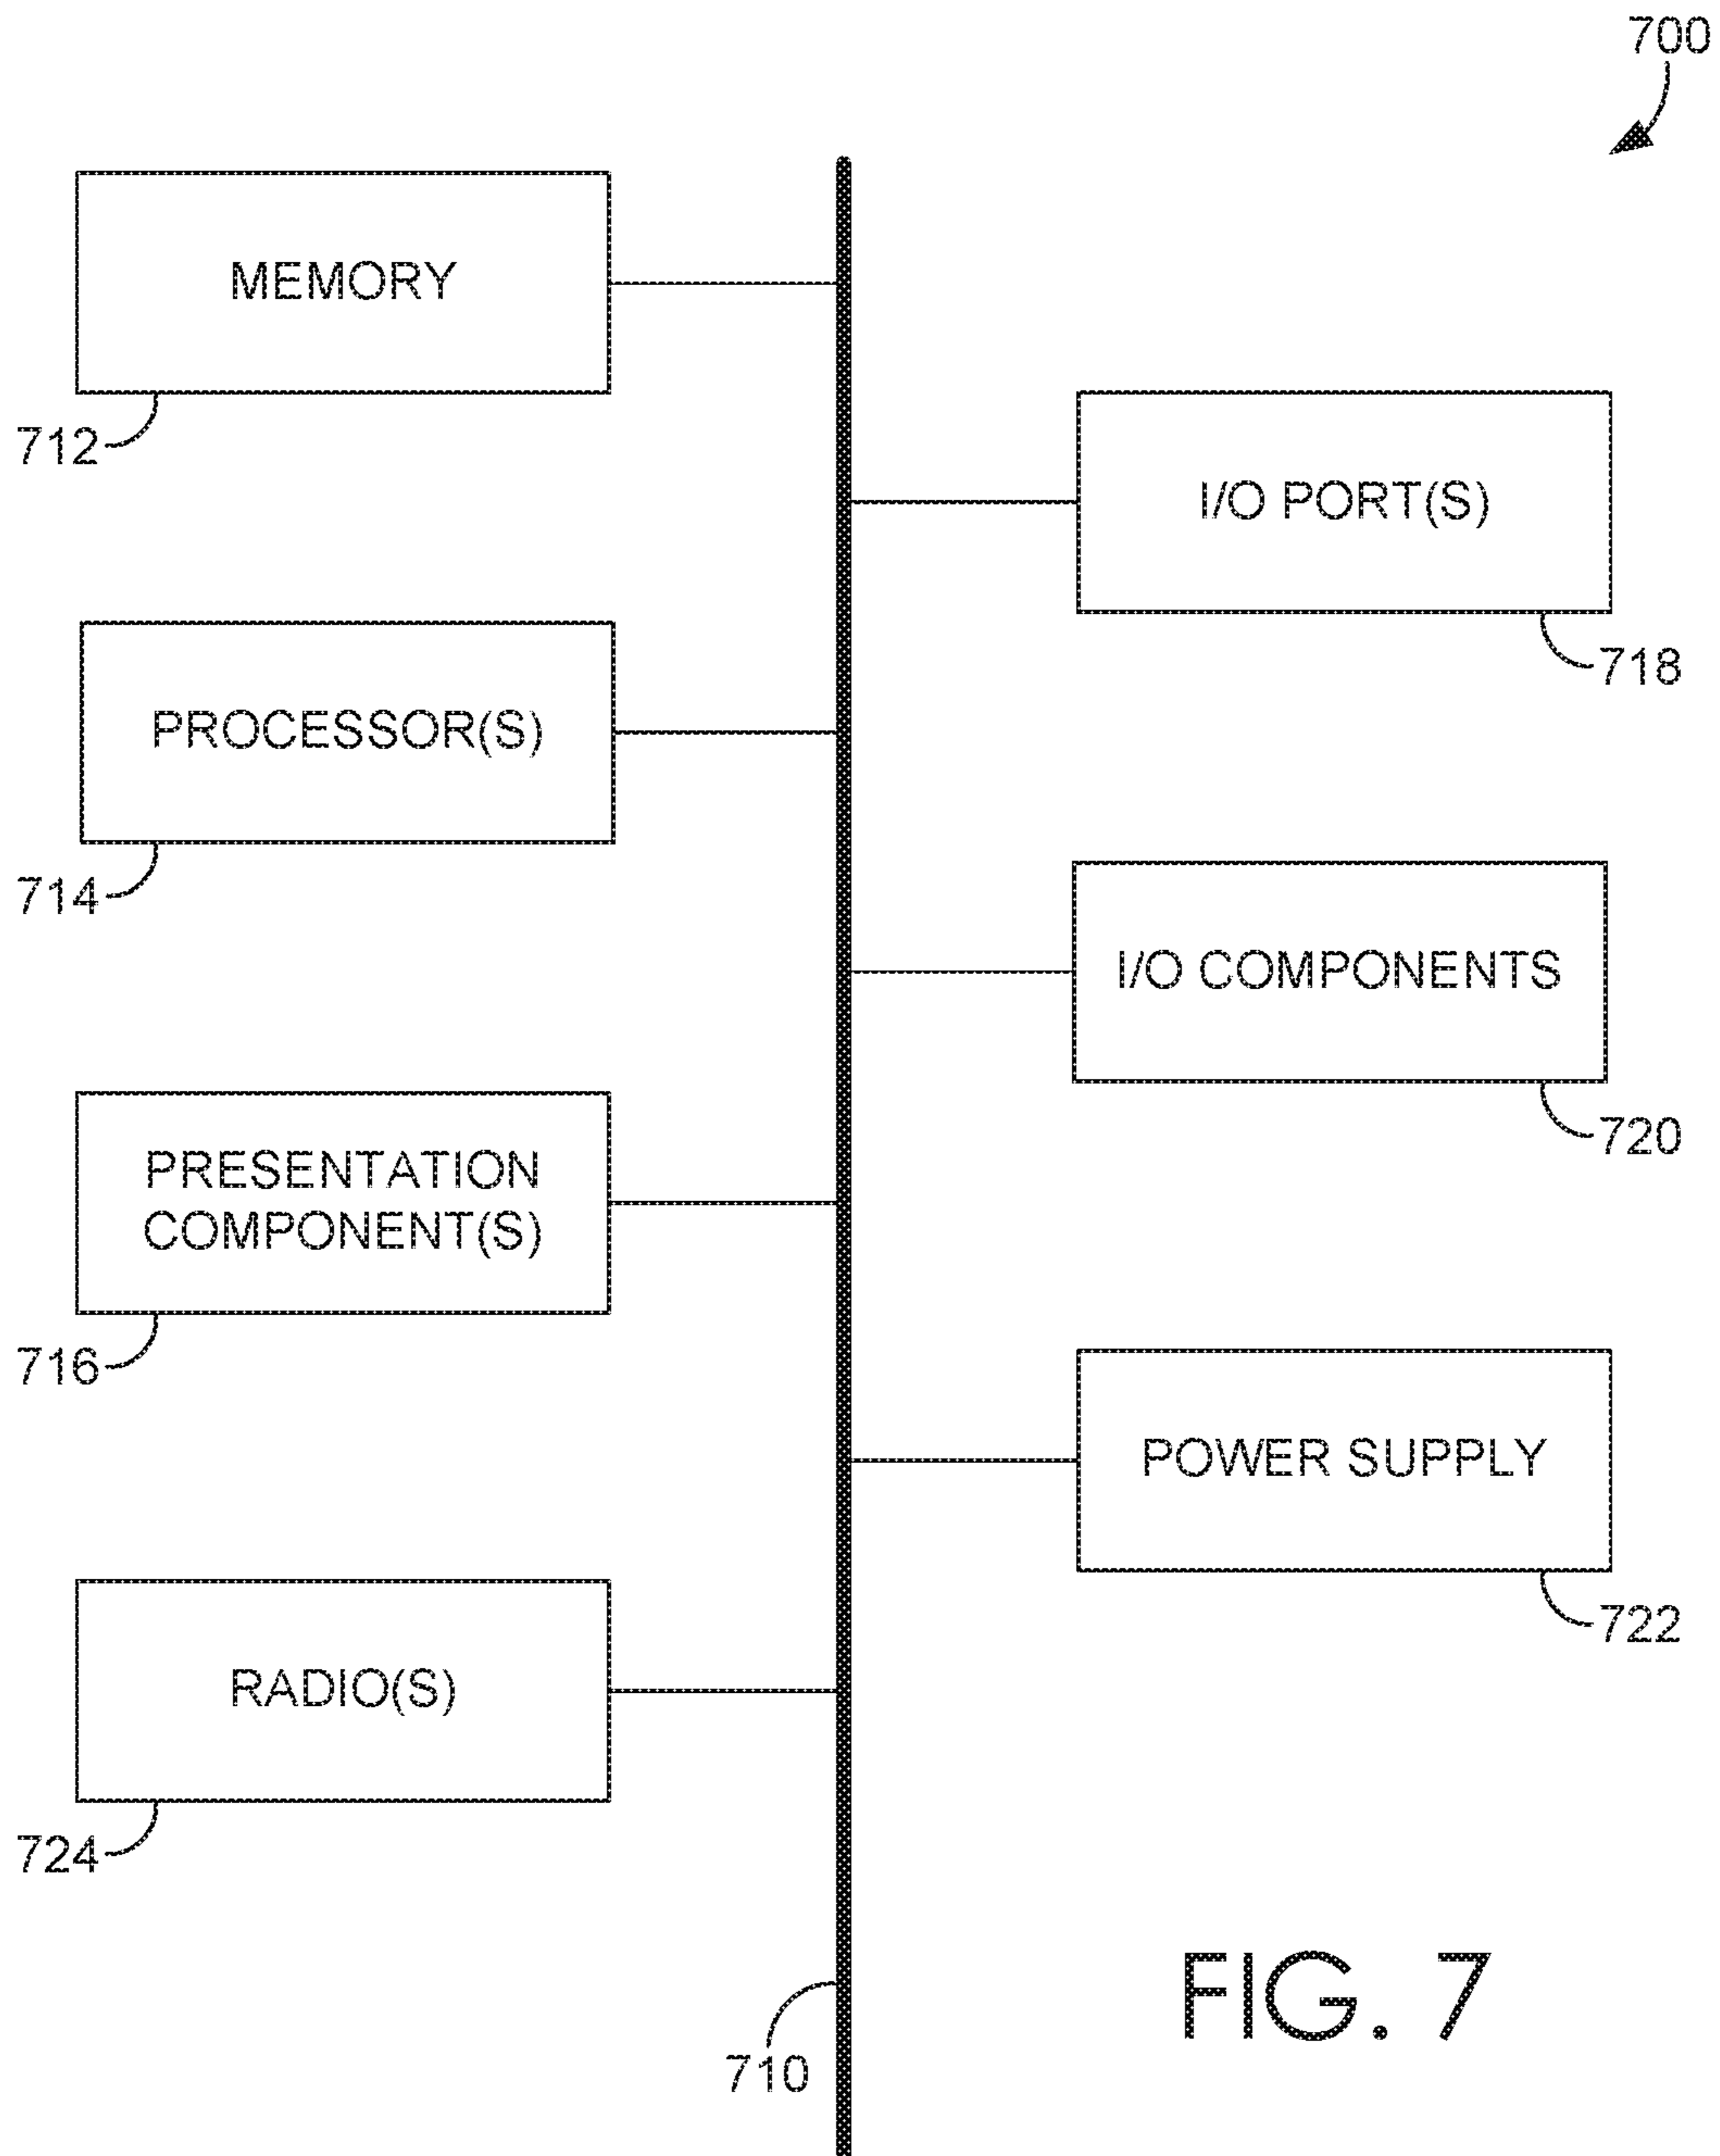 700
MEMORY
712
I/O PORT(S)
718
PROCESSOR(S)
714
I/O COMPONENTS
720
PRESENTATION
COMPONENT(S)
716
POWER SUPPLY
722
RADIO(S)
724
710
FIG. 7